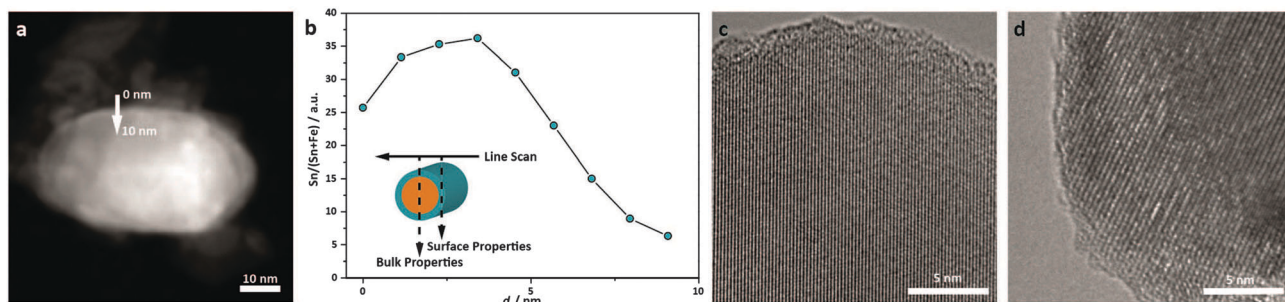 a
0 nm
10 nm
10 nm
b
Sn/(Sn+Fe) / a.u.
40
35
30
25
20
15
10
5
0
Line Scan
Surface Properties
Bulk Properties
0
5
10
d / nm
c
5 nm
d
5 nm